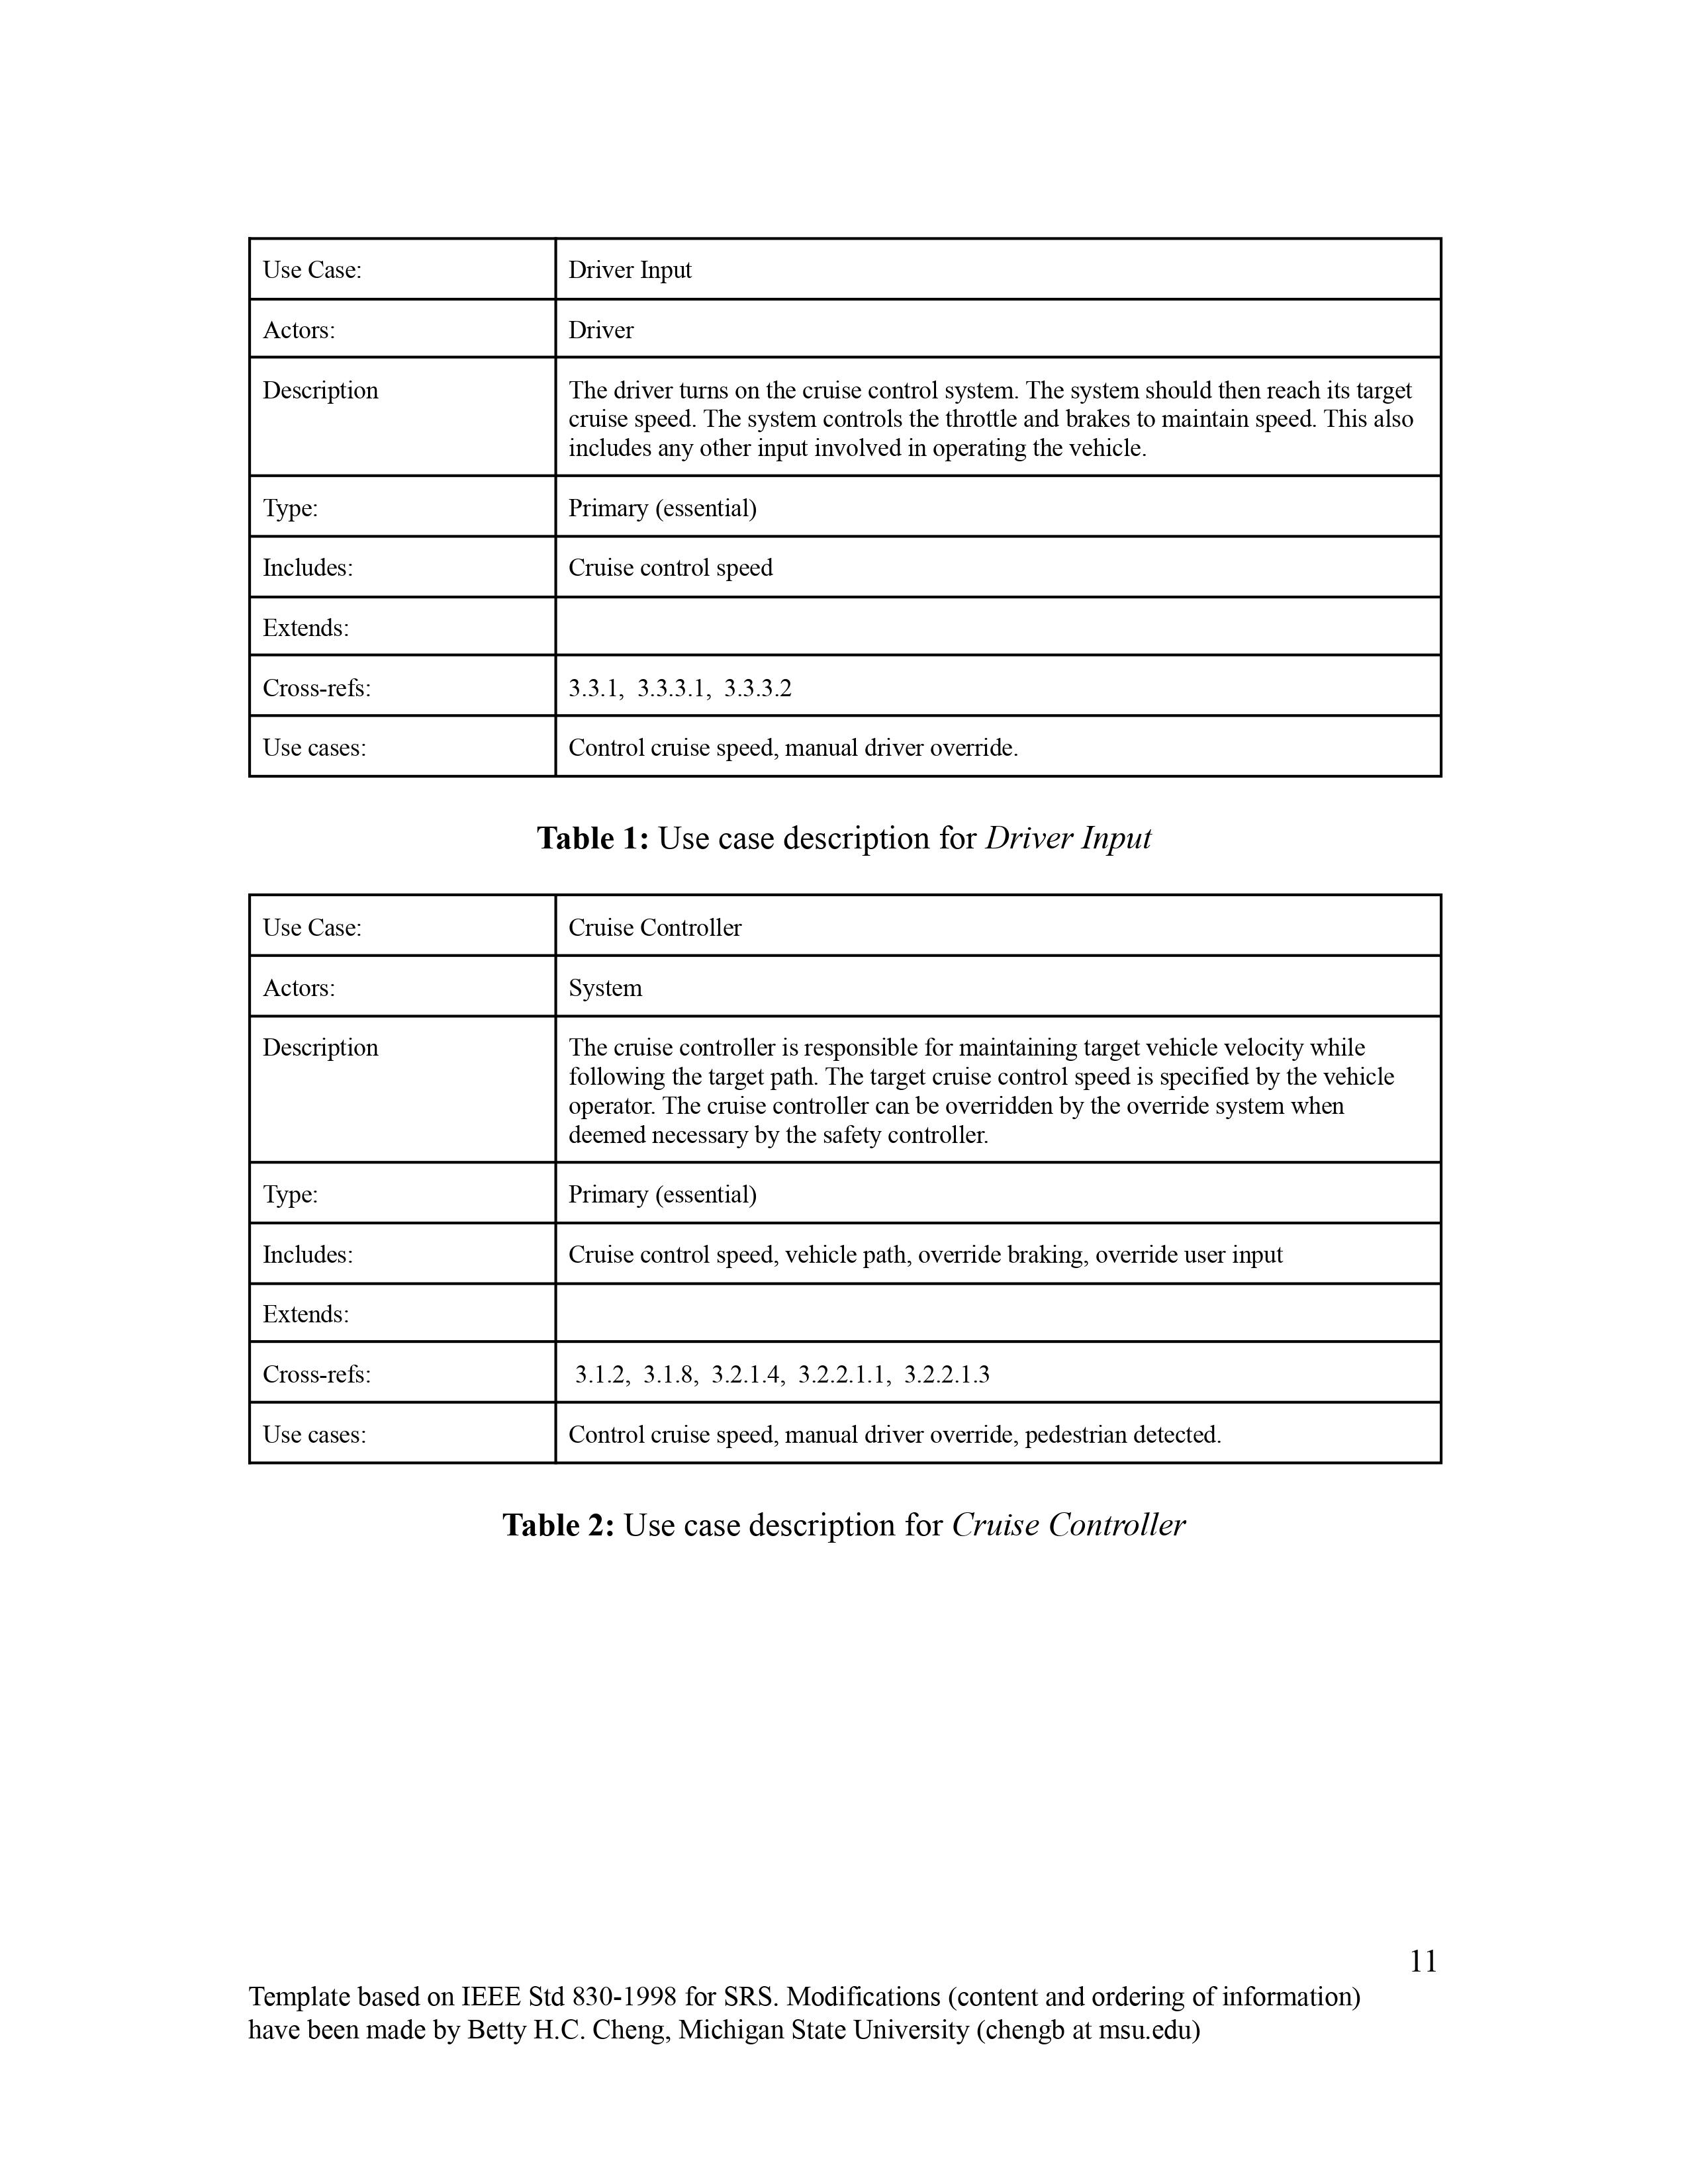 Use Case: Driver Input
Actors: Driver
Description The driver turns on the cruise control system. The system should then reach its target
cruise speed. The system controls the throttle and brakes to maintain speed. This also
includes any other input involved in operating the vehicle.
Type: Primary (essential)
Includes: Cruise control speed
Extends:
Cross-refs: 3.3.1, 3.3.3.1, 3.3.3.2
Use cases: Control cruise speed, manual driver override.
Table 1: Use case description for Driver Input
Use Case: Cruise Controller
Actors: System
Description The cruise controller is responsible for maintaining target vehicle velocity while
following the target path. The target cruise control speed is specified by the vehicle
operator. The cruise controller can be overridden by the override system when
deemed necessary by the safety controller.
Type: Primary (essential)
Includes: Cruise control speed, vehicle path, override braking, override user input
Extends:
Cross-refs: 3.1.2, 3.1.8, 3.2.1.4, 3.2.2.1.1, 3.2.2.1.3
Use cases: Control cruise speed, manual driver override, pedestrian detected.
Table 2: Use case description for Cruise Controller
11
Template based on IEEE Std 830-1998 for SRS. Modifications (content and ordering of information)
have been made by Betty H.C. Cheng, Michigan State University (chengb at msu.edu)